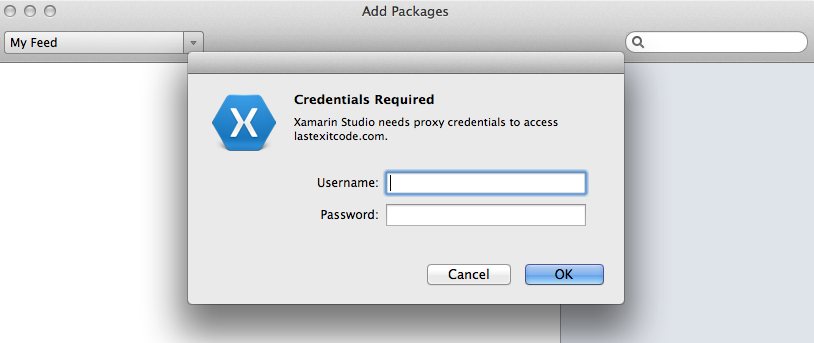 Add Packages
My Feed
Credentials Required
Xamarin Studio needs proxy credentials to access
lastexitcode.com.
Username:
Password:
Cancel
OK